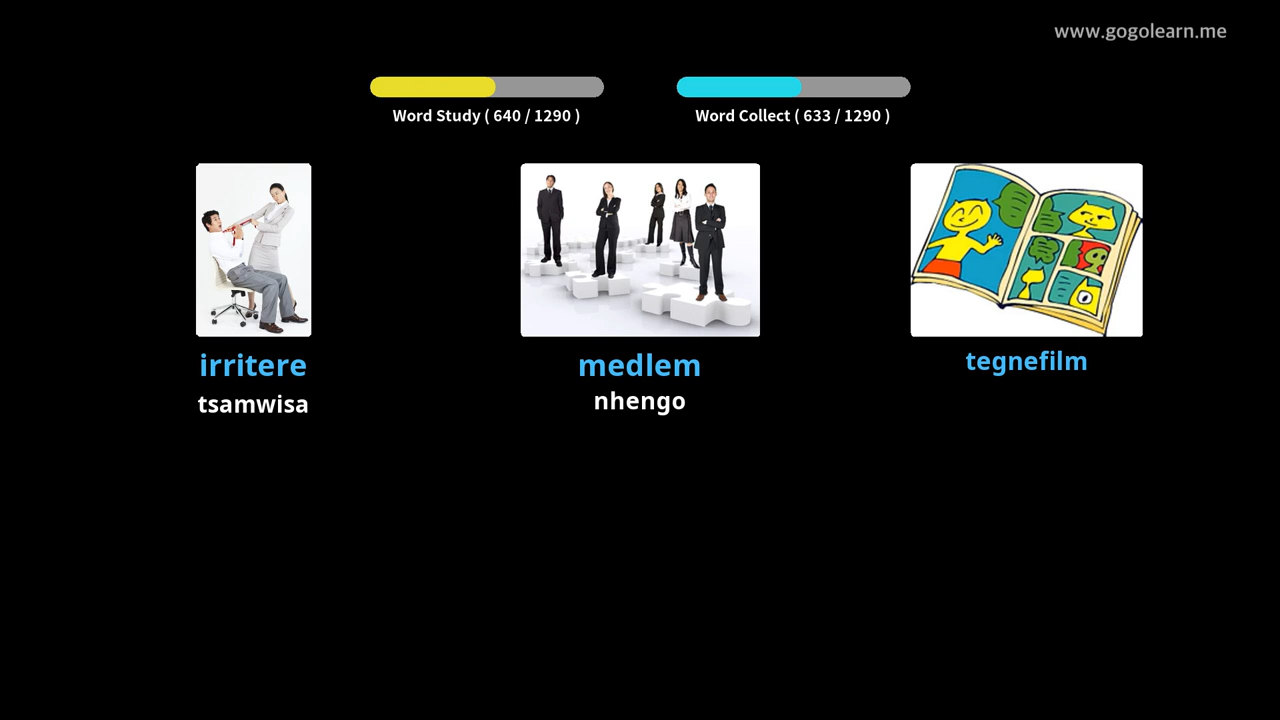 www.gogolearn.me
Word Study ( 640 / 1290 )
Word Collect ( 633 / 1290 )
irritere
tsamwisa
medlem
nhengo
tegnefilm